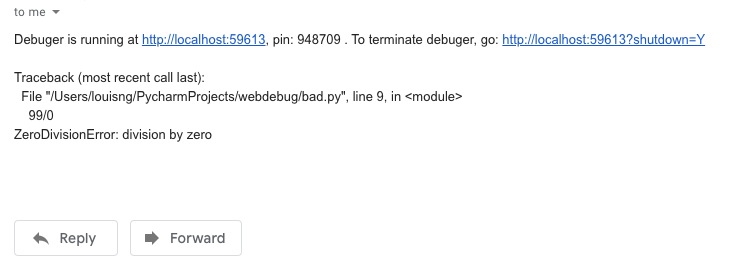 to me
Debuger is running at http://localhost:59613, pin: 948709 . To terminate debuger, go: http://localhost:59613?shutdown=Y
Traceback (most recent call last):
File "/Users/louisng/PycharmProjects/webdebug/bad.py", line 9, in <module>
99/0
ZeroDivisionError: division by zero
Reply
Forward